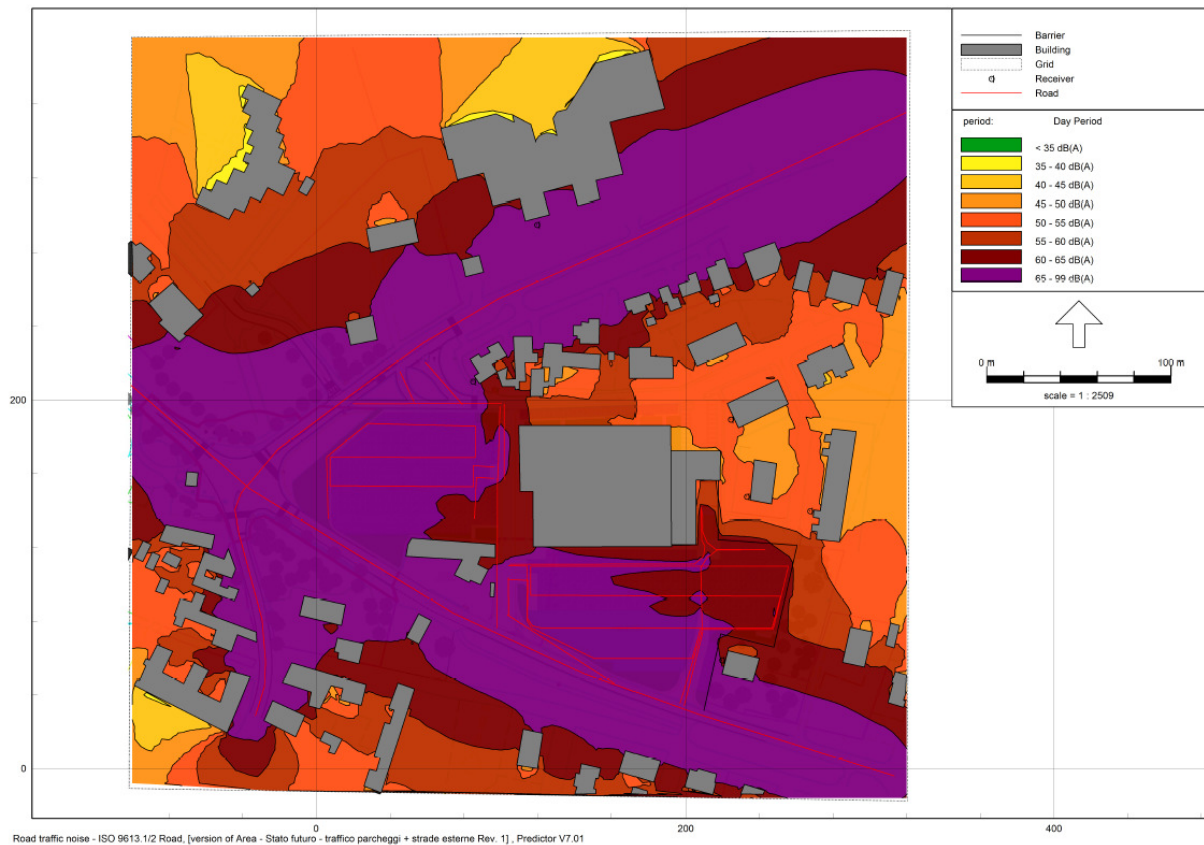 Barrier
Building
Grid
Receiver
Road
period: Day Period
< 35 dB(A)
35 - 40 dB(A)
40 - 45 dB(A)
45 - 50 dB(A)
50 - 55 dB(A)
55 - 60 dB(A)
60 - 65 dB(A)
65 - 99 dB(A)
0 m 100 m
scale = 1 : 2509
200
0
0 200 400
Road traffic noise - ISO 9613.1/2 Road, [version of Area - Stato futuro - traffico parcheggi + strade esterne Rev. 1] , Predictor V7.01